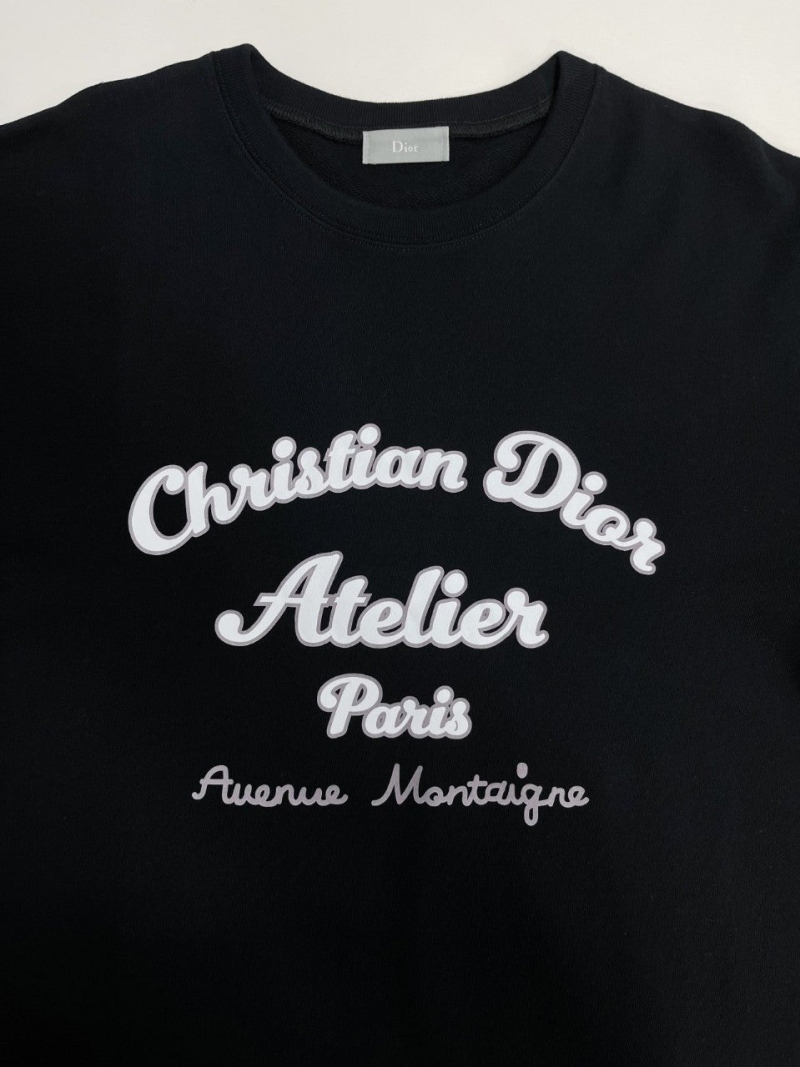 Dior
Christian Dior
Atelier
Paris
Avenue Montaigne